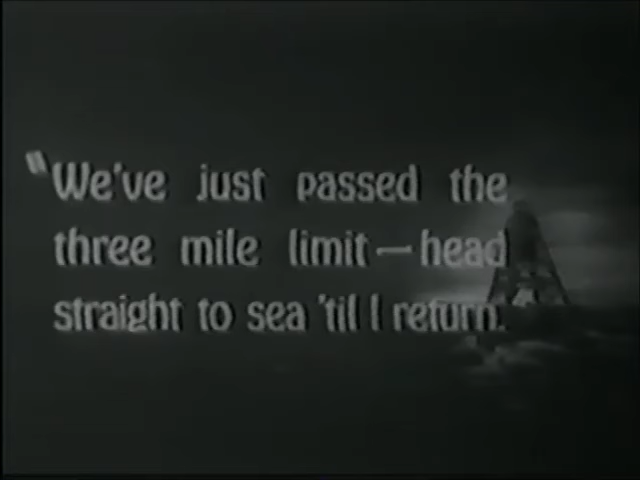 "We've just passed the
three mile limit — head
straight to sea 'til I return.